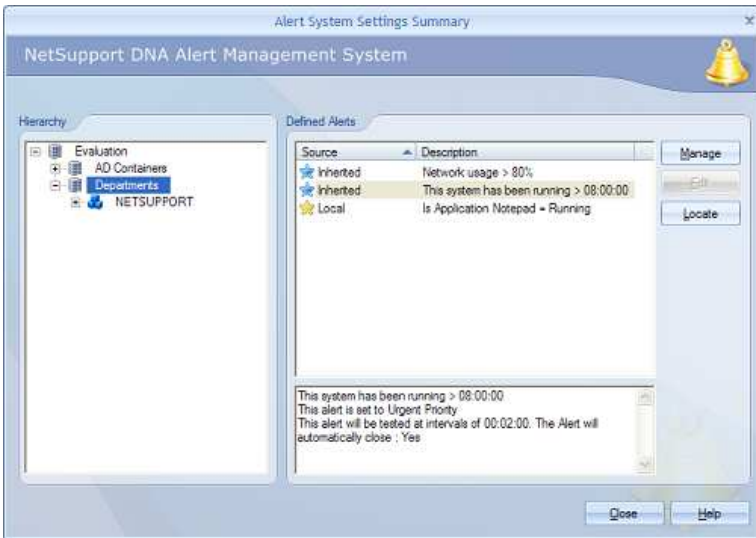 Alert System Settings Summary
NetSupport DNA Alert Management System
Hierarchy
Evaluation
AD Containers
Departments
NETSUPPORT
Defined Alerts
Source Description
Inherited Network usage > 80%
Inherited This system has been running > 08:00:00
Local Is Application Notepad = Running
Manage
Edit
Locate
This system has been running > 08:00:00
This alert is set to Urgent Priority
This alert will be tested at intervals of 00:02:00. The Alert will
automatically close : Yes
Close Help